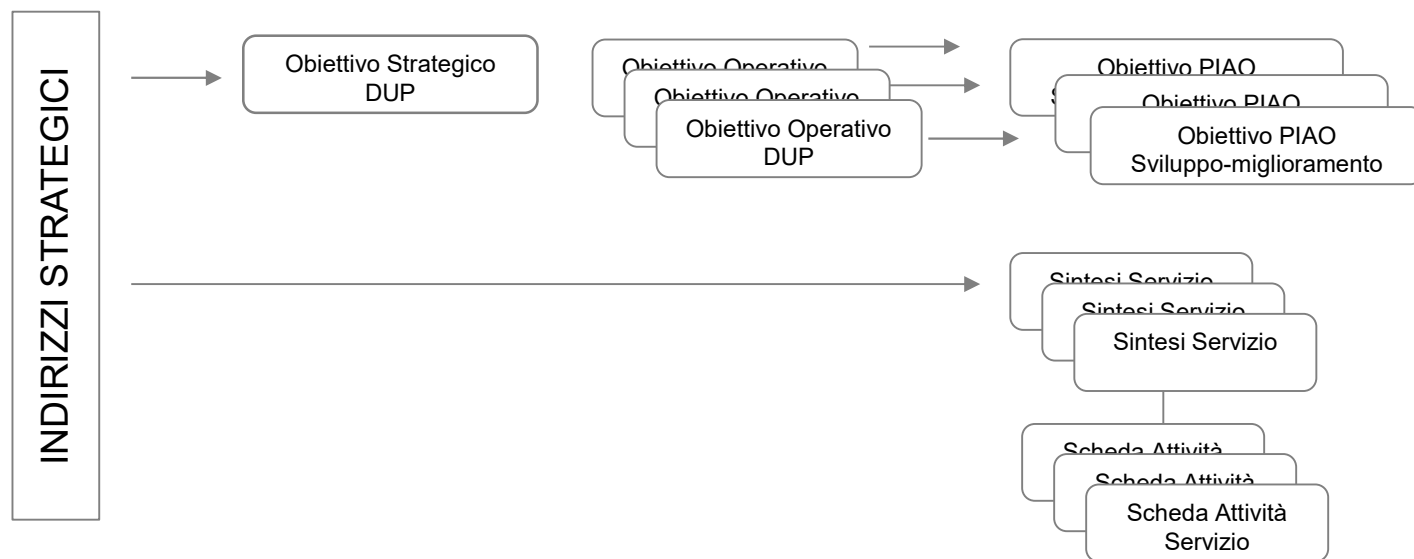 INDIRIZZI STRATEGICI
Obiettivo Strategico
DUP
Obiettivo Operativo
Obiettivo Operativo
Obiettivo Operativo
DUP
Obiettivo PIAO
Obiettivo PIAO
Obiettivo PIAO
Sviluppo-miglioramento
Sintesi Servizio
Sintesi Servizio
Sintesi Servizio
Scheda Attività
Scheda Attività
Scheda Attività
Servizio